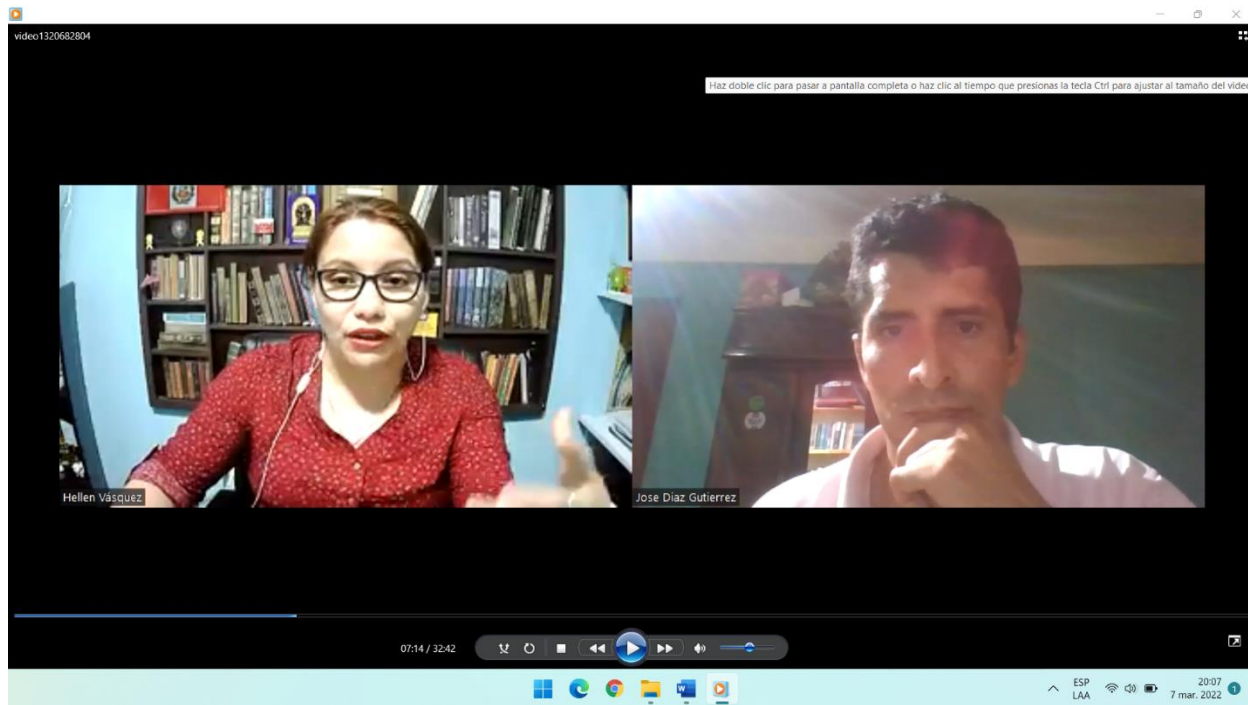 video1320682804
Haz doble clic para pasar a pantalla completa o haz clic al tiempo que presionas la tecla Ctrl para ajustar al tamaño del video
Hellen Vásquez
Jose Diaz Gutierrez
07:14 / 32:42
ESP
LAA
20:07
7 mar. 2022
1